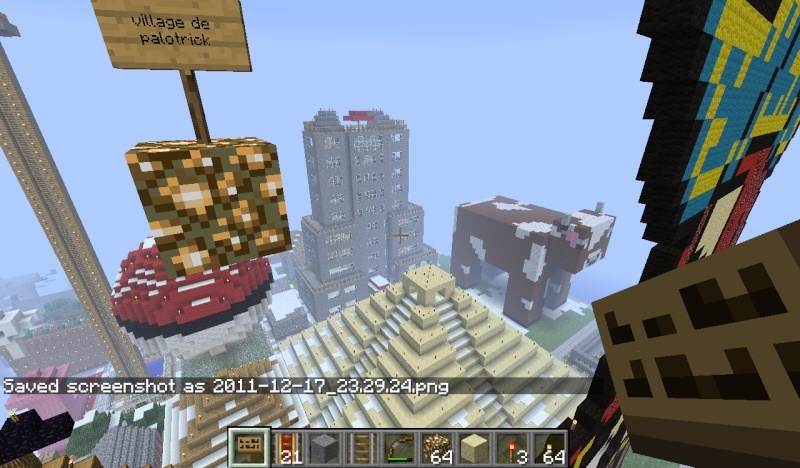 village de
palotrick
Saved screenshot as 2011-12-17_23.29.24.png
21
64
3
64